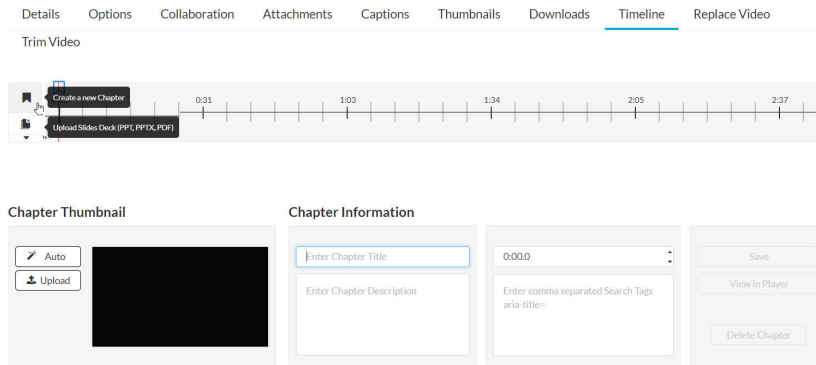 Details Options Collaboration Attachments Captions Thumbnails Downloads Timeline Replace Video
Trim Video
Create a new Chapter
0:31 1:03 1:34 2:05 2:37
Upload Slides Deck (PPT, PPTX, PDF)
Chapter Thumbnail Chapter Information
Auto Enter Chapter Title 0:00.0 Save
Upload Enter Chapter Description Enter comma separated Search Tags View in Player
aria-title=
Delete Chapter